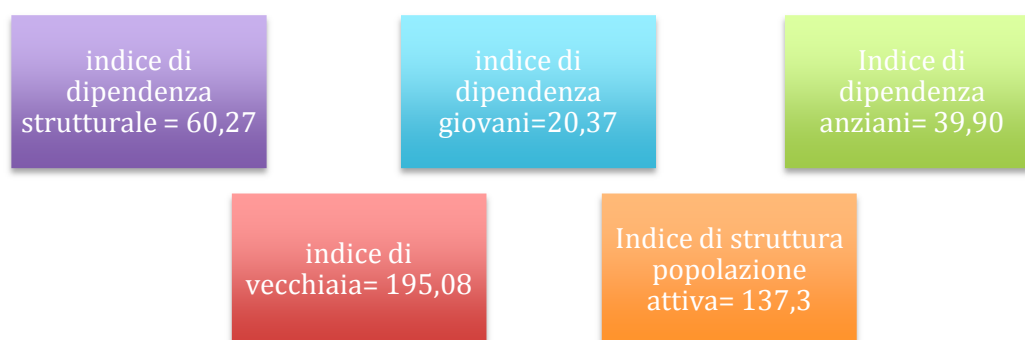 indice di
dipendenza
strutturale = 60,27
indice di
dipendenza
giovani=20,37
Indice di
dipendenza
anziani= 39,90
indice di
vecchiaia= 195,08
Indice di struttura
popolazione
attiva= 137,3